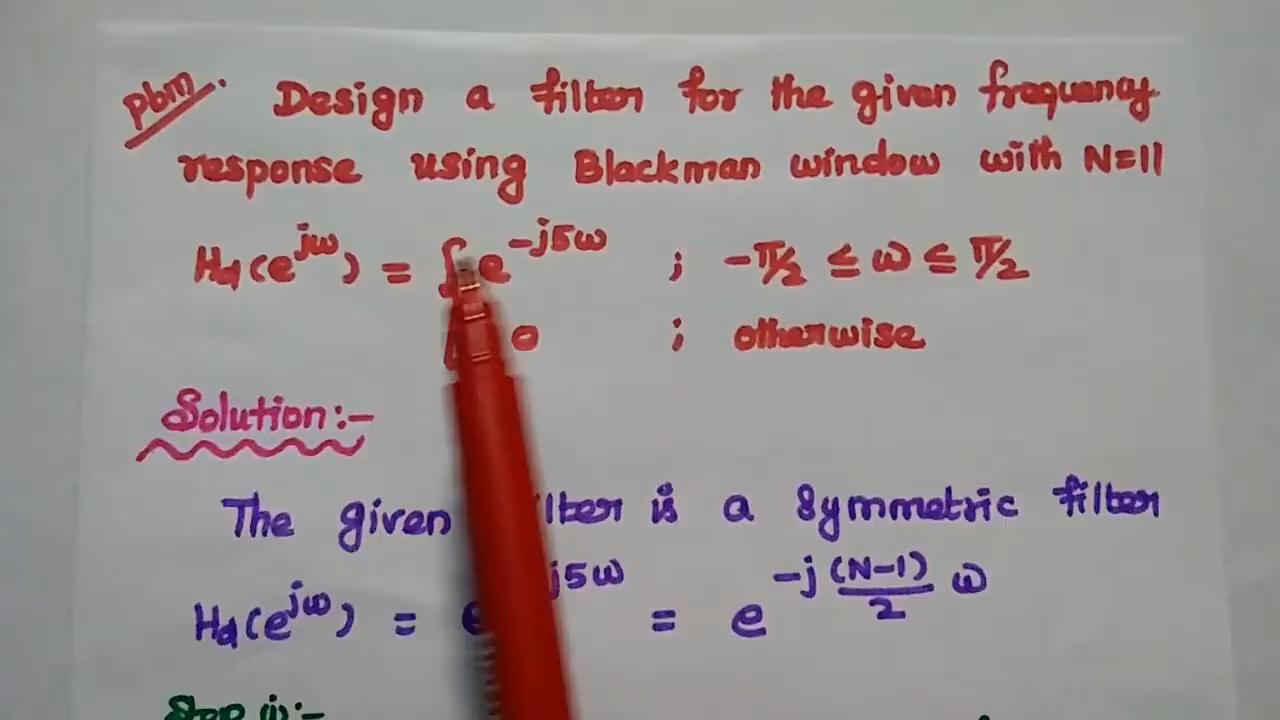 Pbm. Design a filter for the given frequency
response using Blackman window with N=11
Hd(e^jω) = { e^-j5ω ; -π/2 ≤ ω ≤ π/2
0 ; otherwise
Solution:-
The given is a symmetric filter
Hd(e^jω) = j5ω = e^-j(N-1)/2 ω
Step (i):-